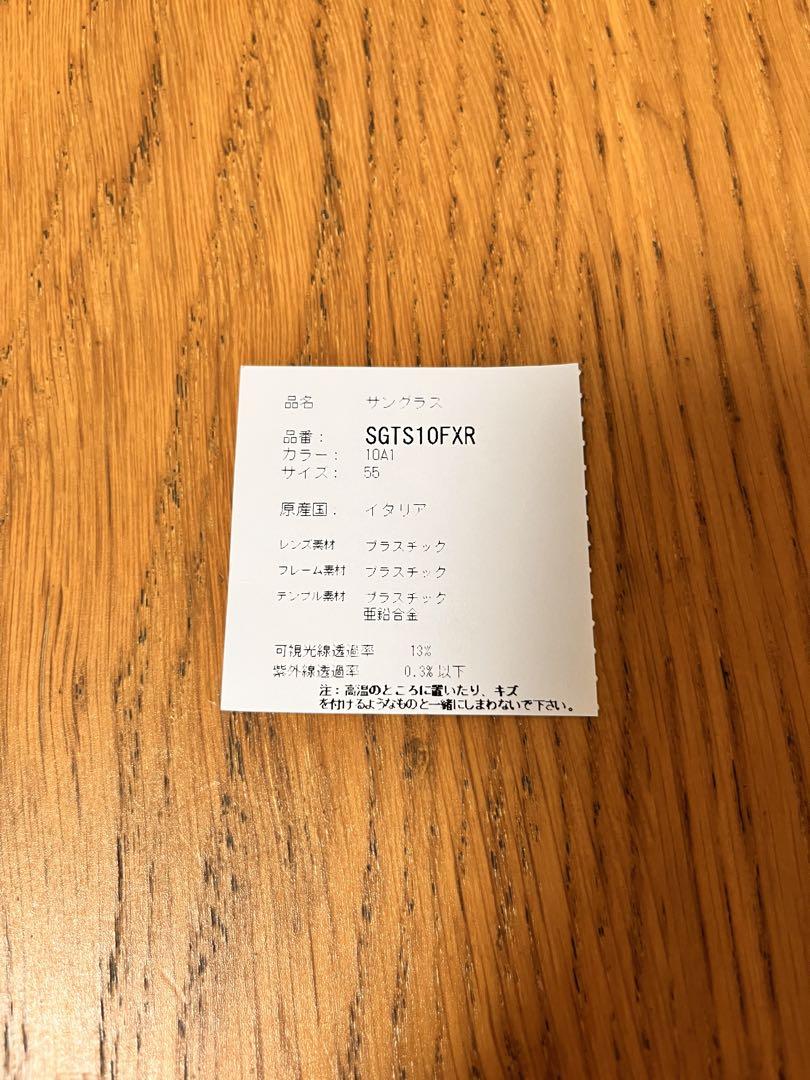 品名 サングラス
品番： SGTS10FXR
カラー： 10A1
サイズ： 55
原産国． イタリア
レンズ素材 プラスチック
フレーム素材 プラスチック
テンプル素材 プラスチック
亜鉛合金
可視光線透過率 13%
紫外線透過率 0.3%以下
注：高温のところに置いたり、キズ
を付けるようなものと一緒にしまわないで下さい。